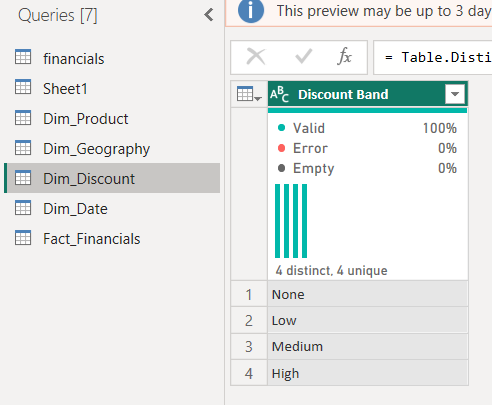 Queries [7]
This preview may be up to 3 day
financials
Sheet1
Dim_Product
Dim_Geography
Dim_Discount
Dim_Date
Fact_Financials
fx
= Table.Disti
ABC Discount Band
Valid 100%
Error 0%
Empty 0%
4 distinct, 4 unique
1 None
2 Low
3 Medium
4 High